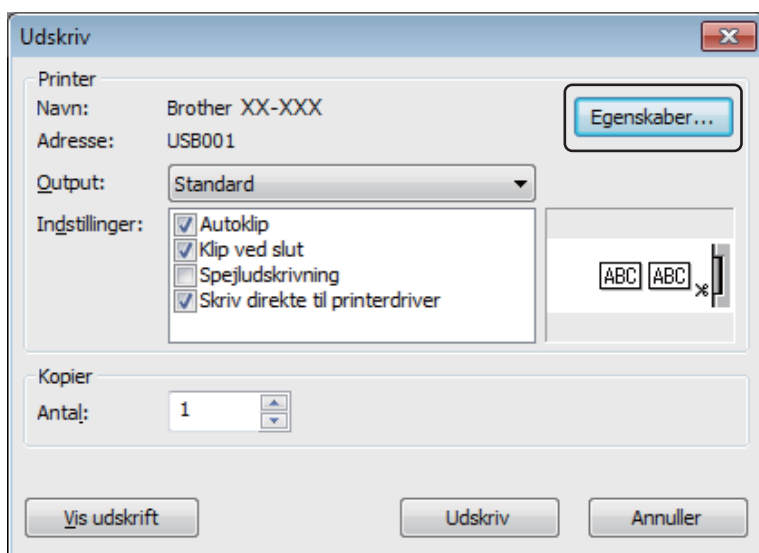 Udskriv
Printer
Navn: Brother XX-XXX
Egenskaber...
Adresse: USB001
Output: Standard
Indstillinger:
Autoklip
Klip ved slut
Spejludskrivning
Skriv direkte til printerdriver
ABC ABC
Kopier
Antal: 1
Vis udskrift Udskriv Annuller